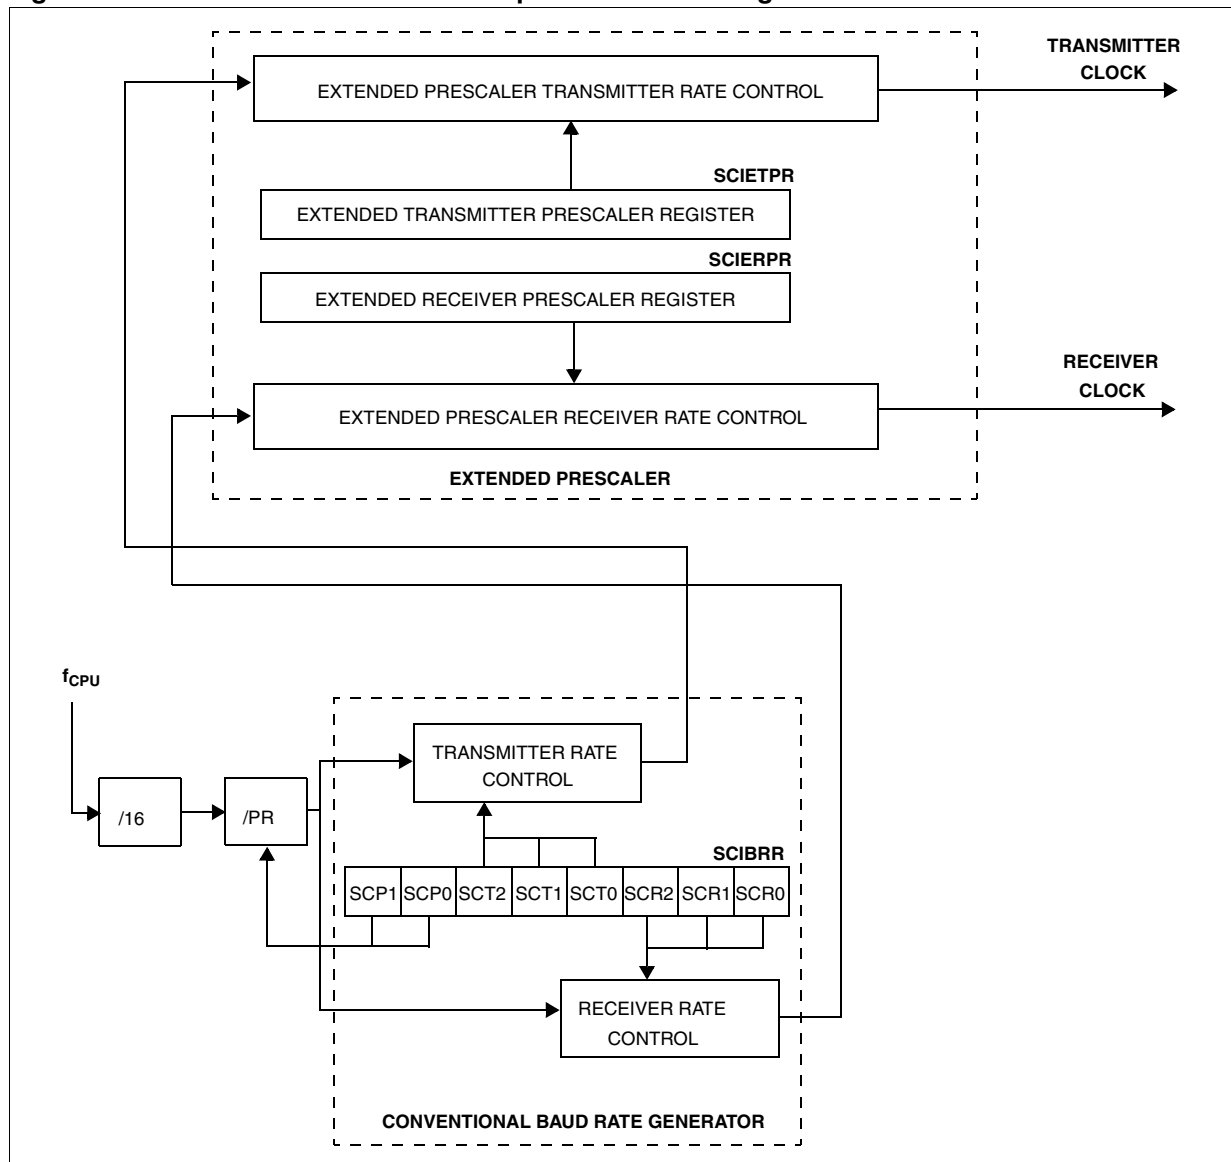 TRANSMITTER
CLOCK
EXTENDED PRESCALER TRANSMITTER RATE CONTROL
SCIETPR
EXTENDED TRANSMITTER PRESCALER REGISTER
SCIERPR
EXTENDED RECEIVER PRESCALER REGISTER
RECEIVER
CLOCK
EXTENDED PRESCALER RECEIVER RATE CONTROL
EXTENDED PRESCALER
fCPU
TRANSMITTER RATE
CONTROL
/16
/PR
SCIBRR
SCP1 SCP0 SCT2 SCT1 SCT0 SCR2 SCR1 SCR0
RECEIVER RATE
CONTROL
CONVENTIONAL BAUD RATE GENERATOR